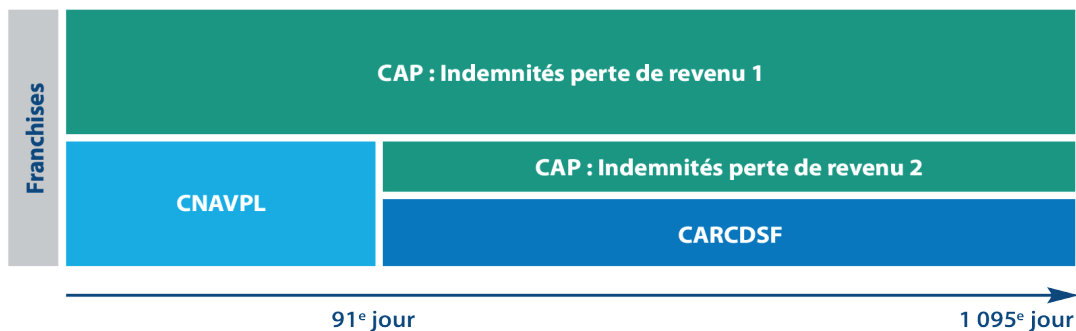 Franchises
CAP : Indemnités perte de revenu 1
CNAVPL
CAP : Indemnités perte de revenu 2
CARCDSF
91e jour
1 095e jour